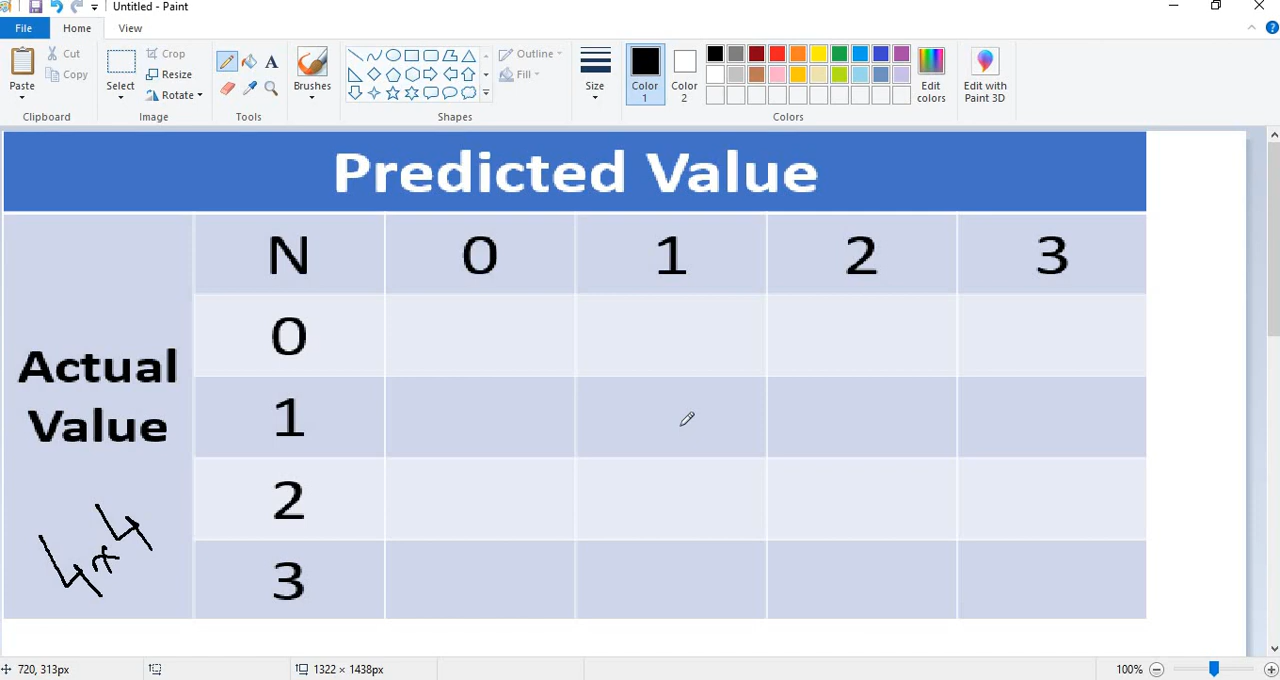 Untitled - Paint
File Home View
Paste
Cut
Copy
Clipboard
Select
Crop
Resize
Rotate
Image
Tools
Brushes
Shapes
Outline
Fill
Size
Color 1
Color 2
Edit colors
Colors
Edit with Paint 3D
Predicted Value
N 0 1 2 3
0
Actual Value
1
2
3
4x4
720, 313px
1322 × 1438px
100%